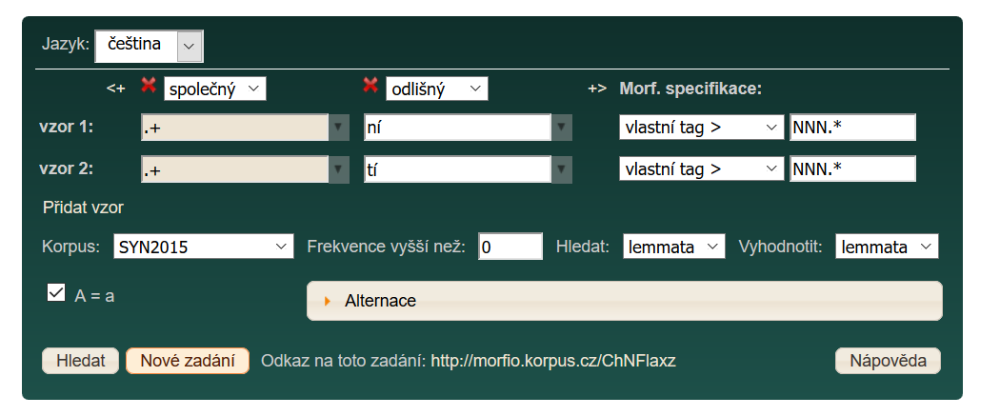 Jazyk: čeština
<+ společný odlišný +> Morf. specifikace:
vzor 1: .+ ní vlastní tag > NNN.*
vzor 2: .+ tí vlastní tag > NNN.*
Přidat vzor
Korpus: SYN2015 Frekvence vyšší než: 0 Hledat: lemmata Vyhodnotit: lemmata
A = a Alternace
Hledat Nové zadání Odkaz na toto zadání: http://morfio.korpus.cz/ChNFlaxz Nápověda